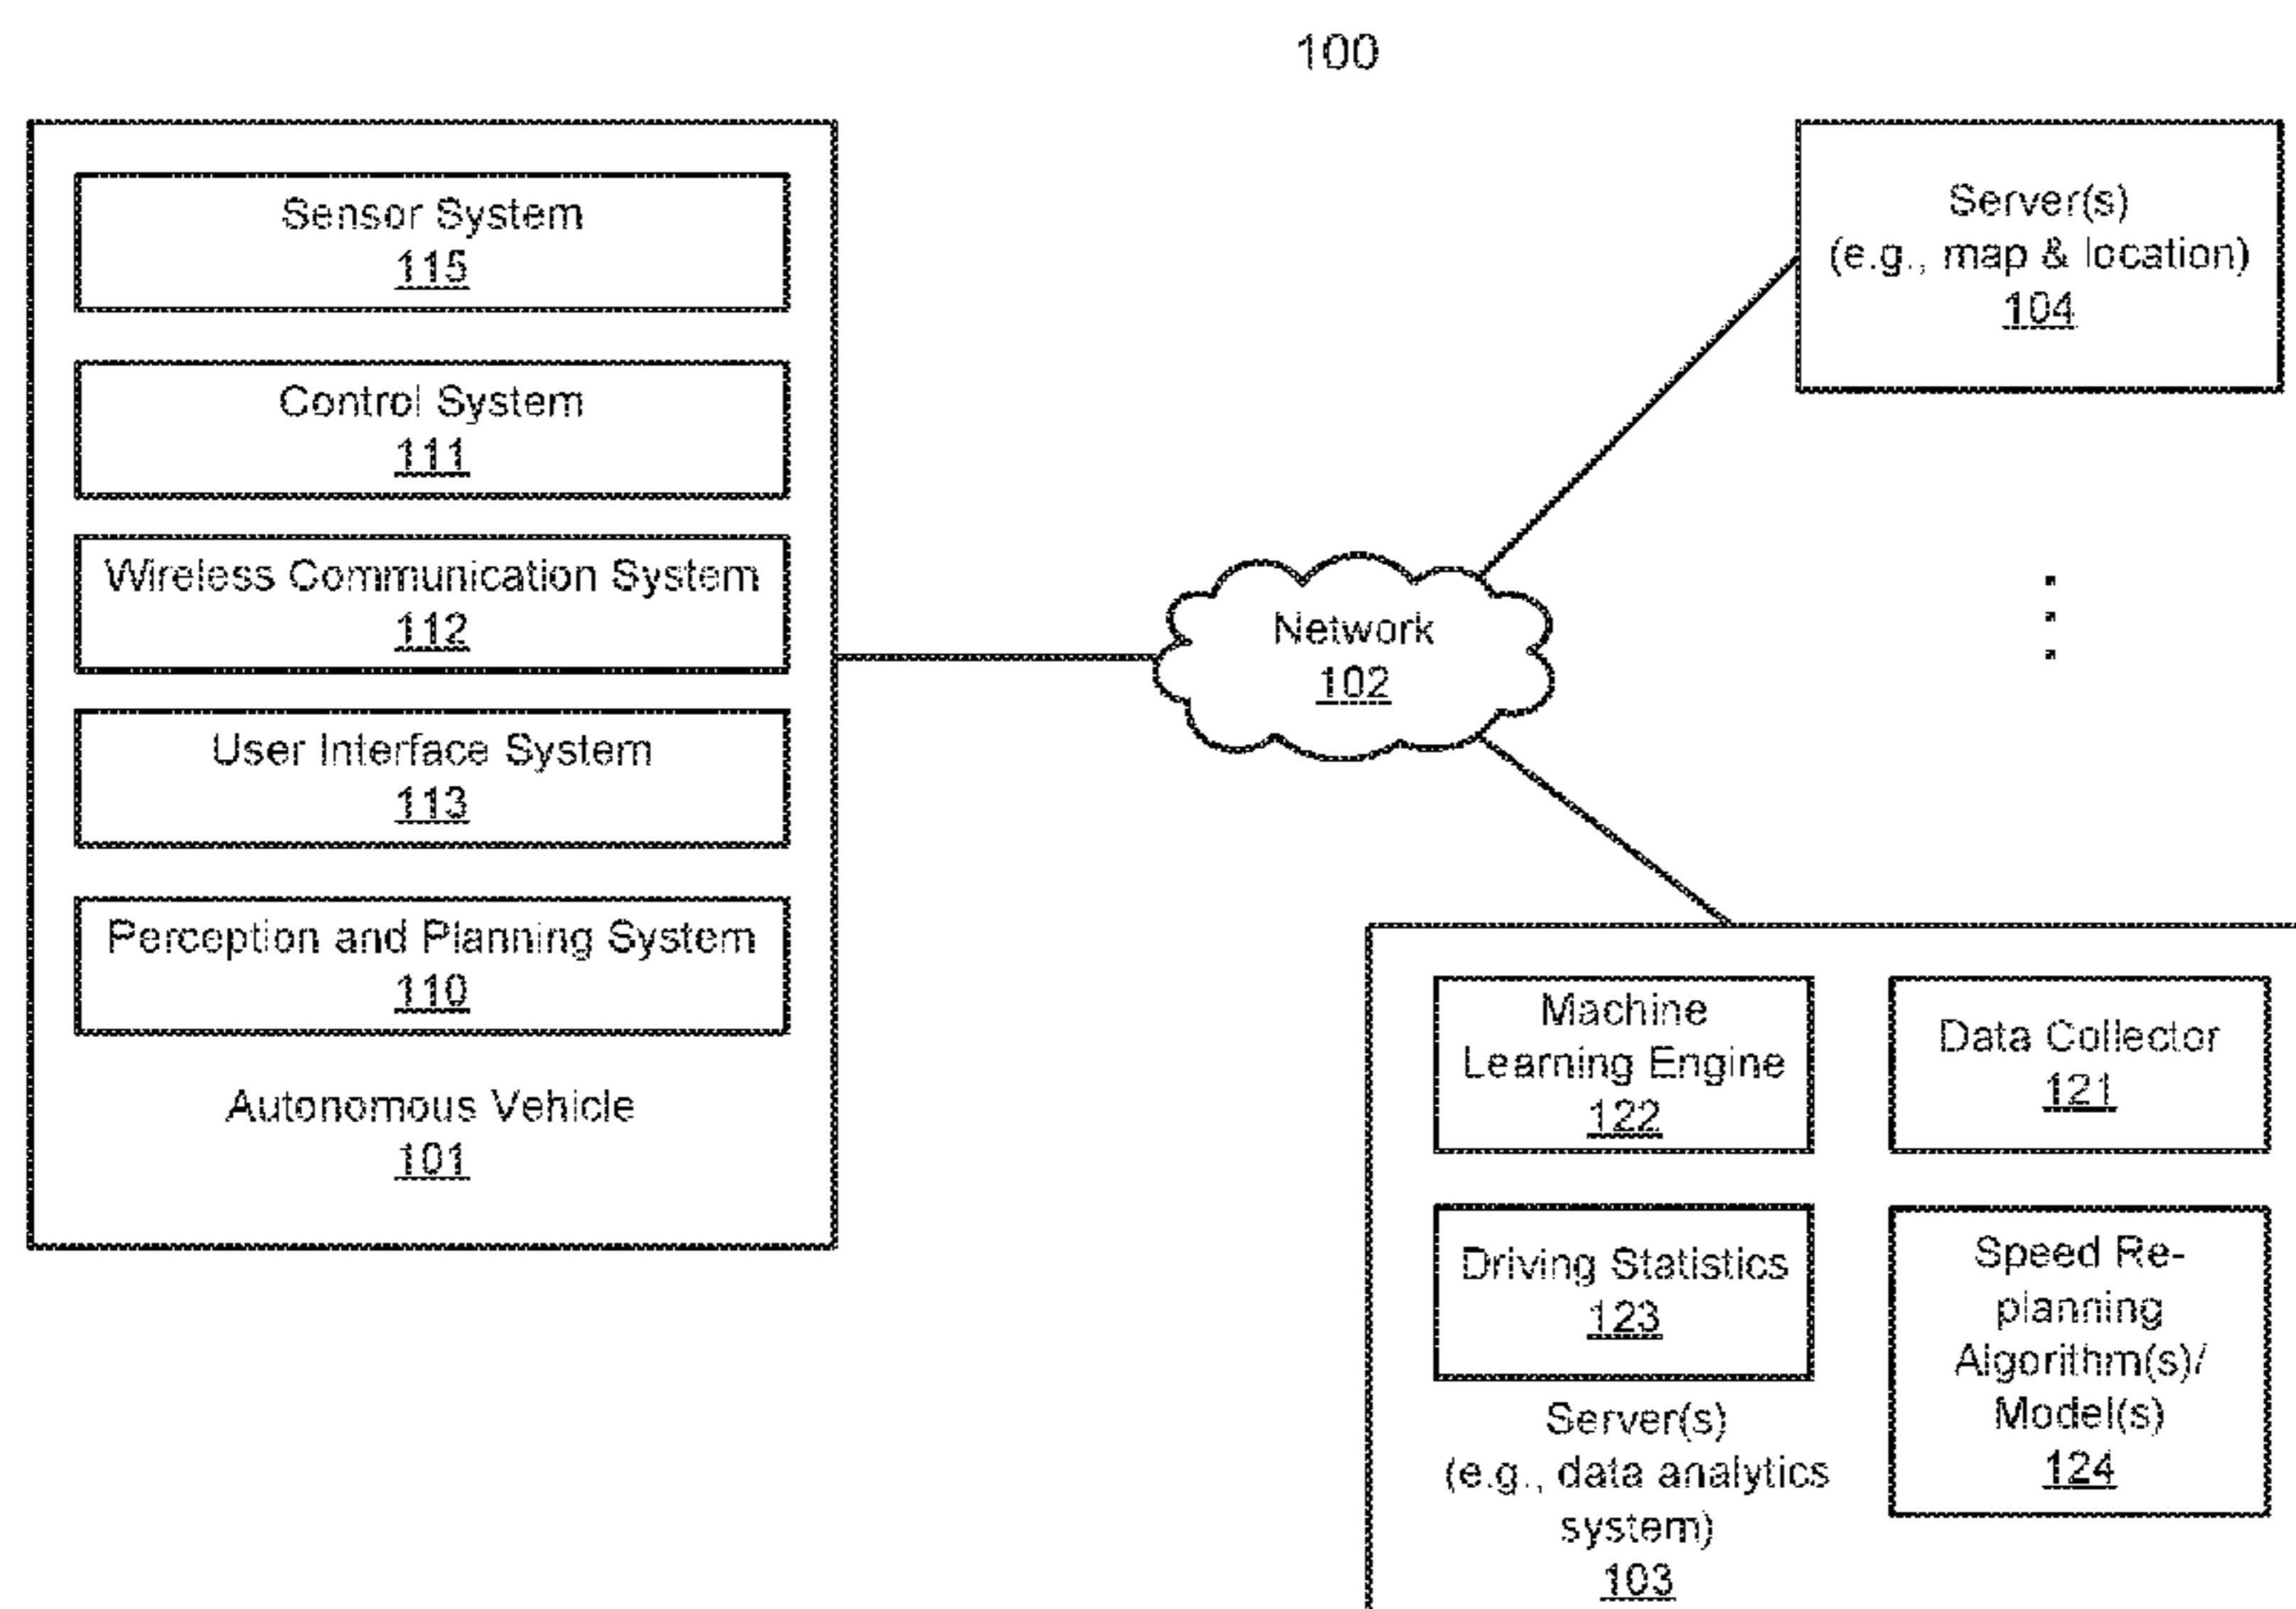 100
Sensor System
115
Control System
111
Wireless Communication System
112
User Interface System
113
Perception and Planning System
110
Autonomous Vehicle
101
Network
102
Server(s)
(e.g., map & location)
104
Machine
Learning Engine
122
Data Collector
121
Driving Statistics
123
Speed Re-
planning
Algorithm(s)/
Model(s)
124
Server(s)
(e.g., data analytics
system)
103